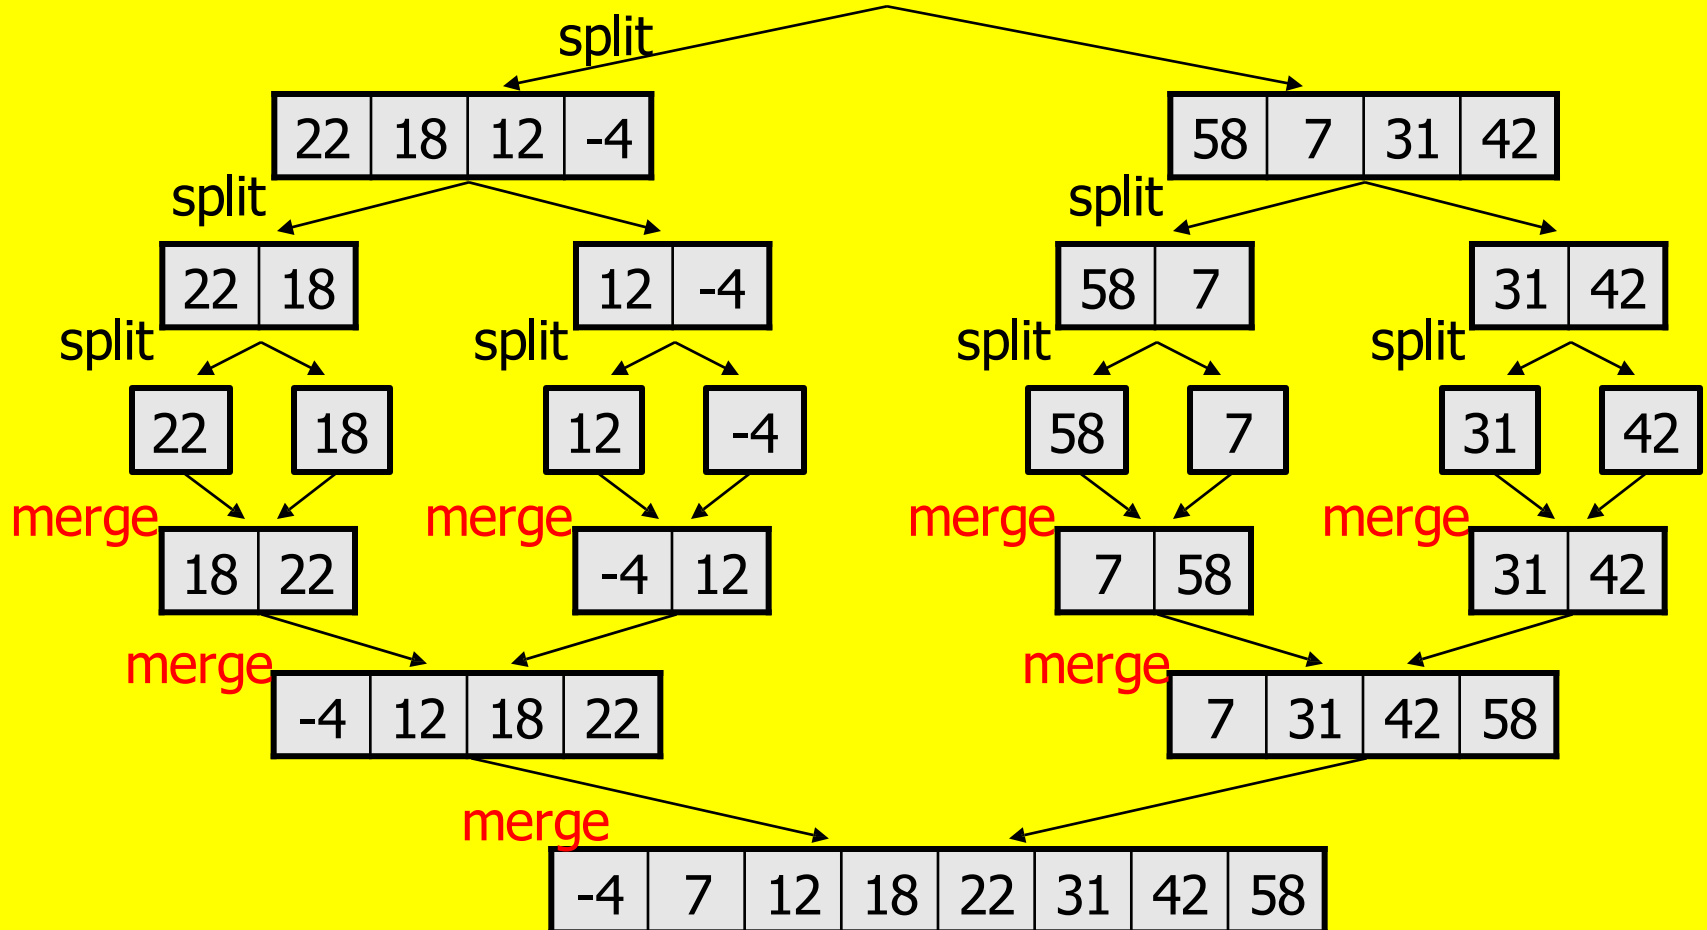 split
22 18 12 -4 58 7 31 42
split split
22 18 12 -4 58 7 31 42
split split split split
22 18 12 -4 58 7 31 42
merge merge merge merge
18 22 -4 12 7 58 31 42
merge merge
-4 12 18 22 7 31 42 58
merge
-4 7 12 18 22 31 42 58